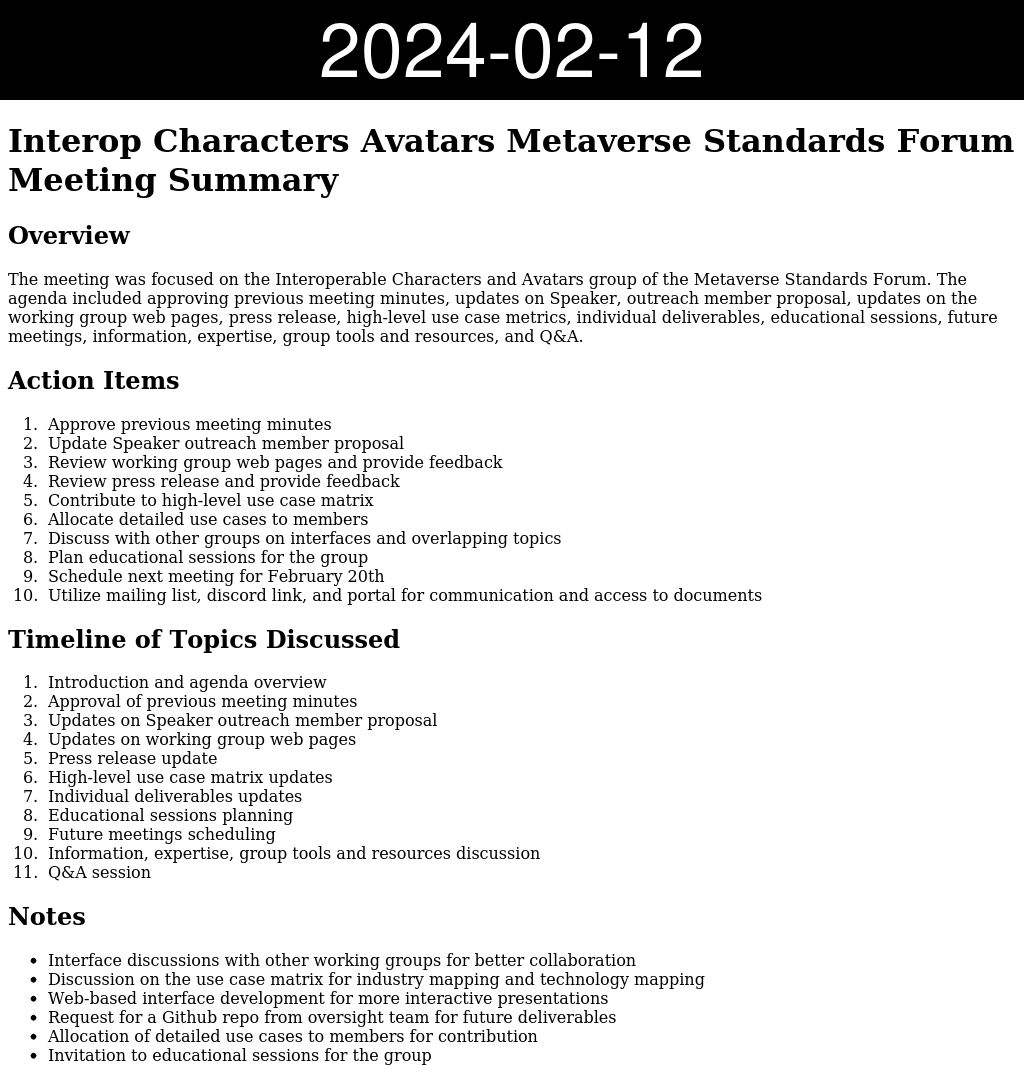 2024-02-12
Interop Characters Avatars Metaverse Standards Forum
Meeting Summary
Overview
The meeting was focused on the Interoperable Characters and Avatars group of the Metaverse Standards Forum. The
agenda included approving previous meeting minutes, updates on Speaker, outreach member proposal, updates on the
working group web pages, press release, high-level use case metrics, individual deliverables, educational sessions, future
meetings, information, expertise, group tools and resources, and Q&A.
Action Items
1. Approve previous meeting minutes
2. Update Speaker outreach member proposal
3. Review working group web pages and provide feedback
4. Review press release and provide feedback
5. Contribute to high-level use case matrix
6. Allocate detailed use cases to members
7. Discuss with other groups on interfaces and overlapping topics
8. Plan educational sessions for the group
9. Schedule next meeting for February 20th
10. Utilize mailing list, discord link, and portal for communication and access to documents
Timeline of Topics Discussed
1. Introduction and agenda overview
2. Approval of previous meeting minutes
3. Updates on Speaker outreach member proposal
4. Updates on working group web pages
5. Press release update
6. High-level use case matrix updates
7. Individual deliverables updates
8. Educational sessions planning
9. Future meetings scheduling
10. Information, expertise, group tools and resources discussion
11. Q&A session
Notes
• Interface discussions with other working groups for better collaboration
• Discussion on the use case matrix for industry mapping and technology mapping
• Web-based interface development for more interactive presentations
• Request for a Github repo from oversight team for future deliverables
• Allocation of detailed use cases to members for contribution
• Invitation to educational sessions for the group